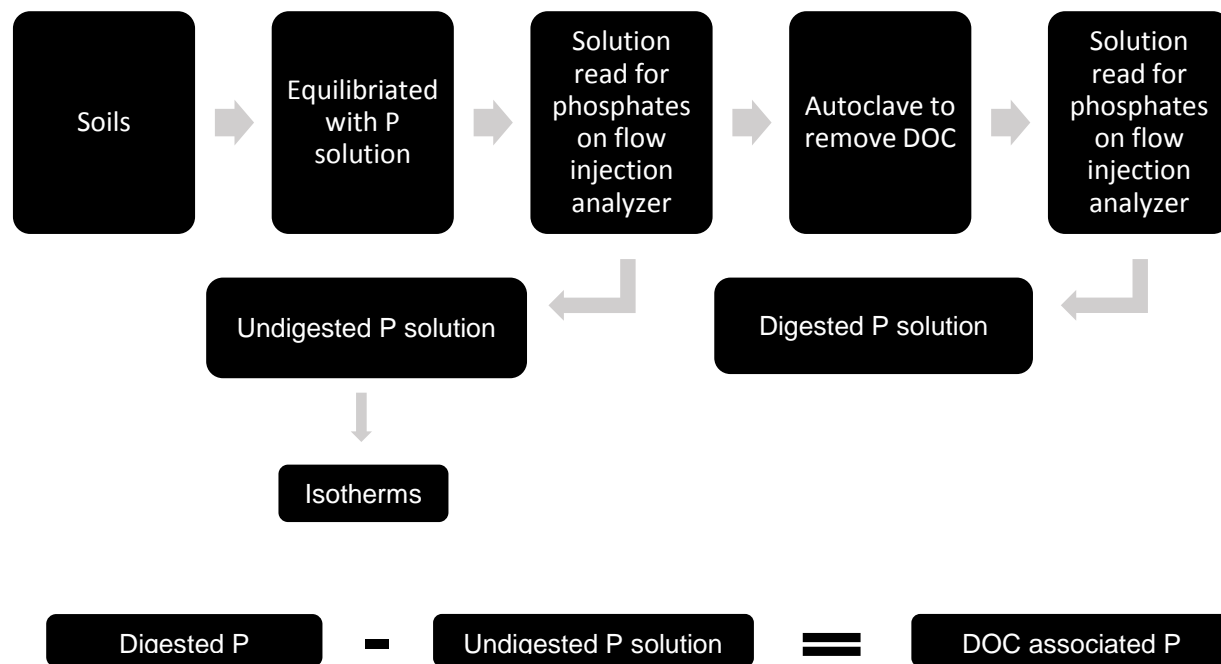 Soils
Equilibriated
with P
solution
Solution
read for
phosphates
on flow
injection
analyzer
Autoclave to
remove DOC
Solution
read for
phosphates
on flow
injection
analyzer
Undigested P solution
Digested P solution
Isotherms
Digested P - Undigested P solution = DOC associated P